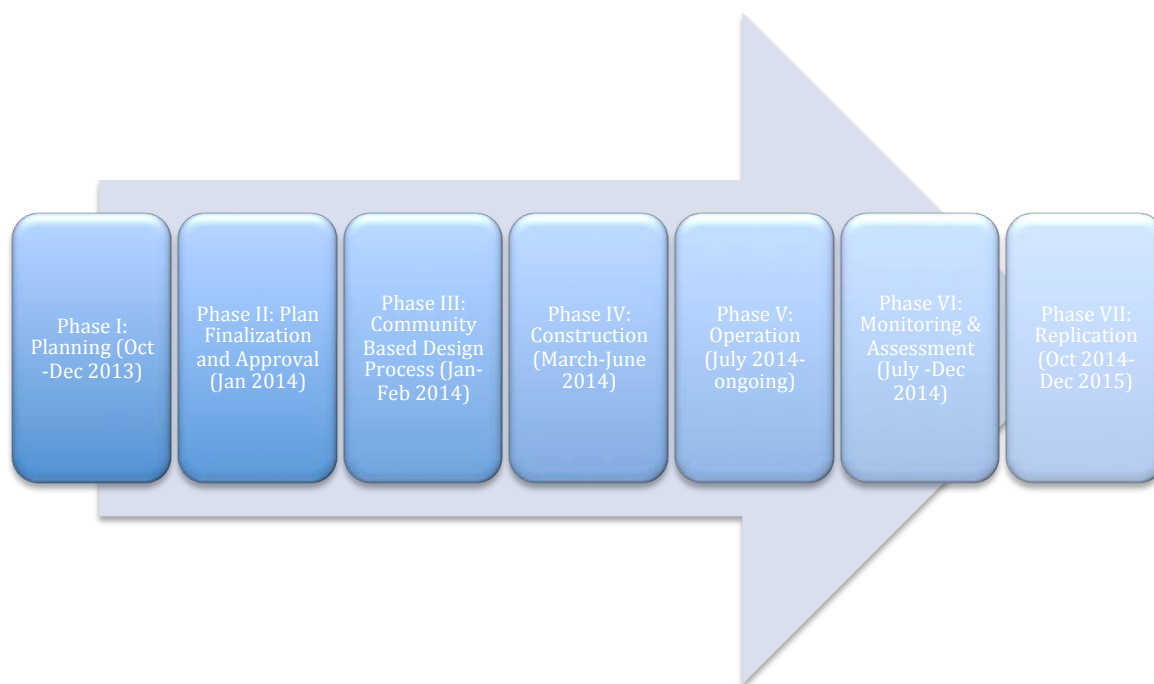 Phase I:
Planning (Oct
-Dec 2013)
Phase II: Plan
Finalization
and Approval
(Jan 2014)
Phase III:
Community
Based Design
Process (Jan-
Feb 2014)
Phase IV:
Construction
(March-June
2014)
Phase V:
Operation
(July 2014-
ongoing)
Phase VI:
Monitoring &
Assessment
(July -Dec
2014)
Phase VII:
Replication
(Oct 2014-
Dec 2015)